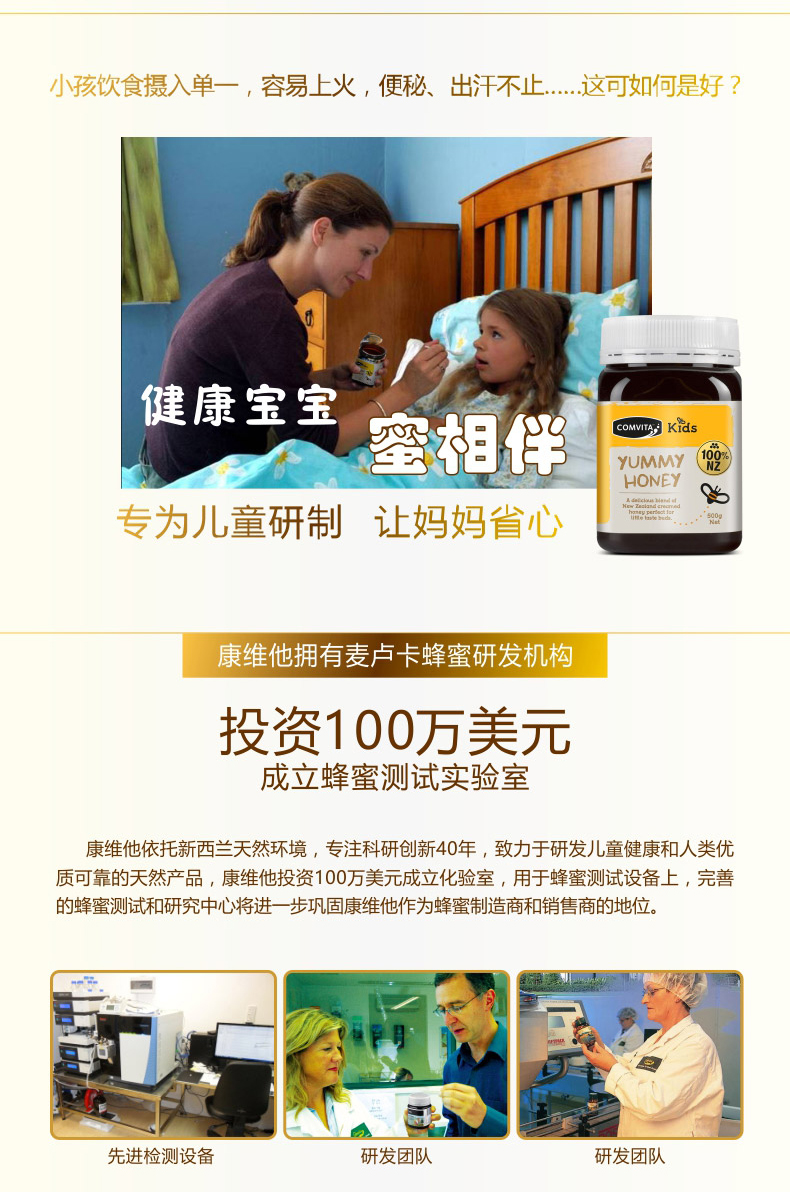 小孩饮食摄入单一，容易上火，便秘、出汗不止……这可如何是好？
健康宝宝
蜜相伴
COMVITA
Kids
100%
NZ
YUMMY
HONEY
A delicious blend of
New Zealand creamed
honey perfect for
little taste buds.
500g
Net
专为儿童研制 让妈妈省心
康维他拥有麦卢卡蜂蜜研发机构
投资100万美元
成立蜂蜜测试实验室
康维他依托新西兰天然环境，专注科研创新40年，致力于研发儿童健康和人类优
质可靠的天然产品，康维他投资100万美元成立化验室，用于蜂蜜测试设备上，完善
的蜂蜜测试和研究中心将进一步巩固康维他作为蜂蜜制造商和销售商的地位。
先进检测设备
研发团队
研发团队